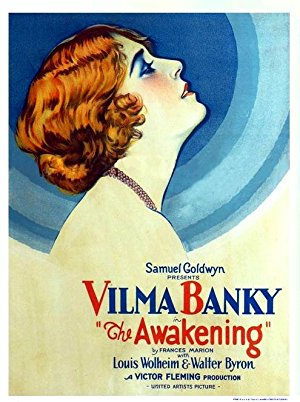 Samuel Goldwyn
PRESENTS
VILMA BANKY
in
"The Awakening"
by FRANCES MARION
with
Louis Wolheim & Walter Byron
A VICTOR FLEMING PRODUCTION
- UNITED ARTISTS PICTURE -